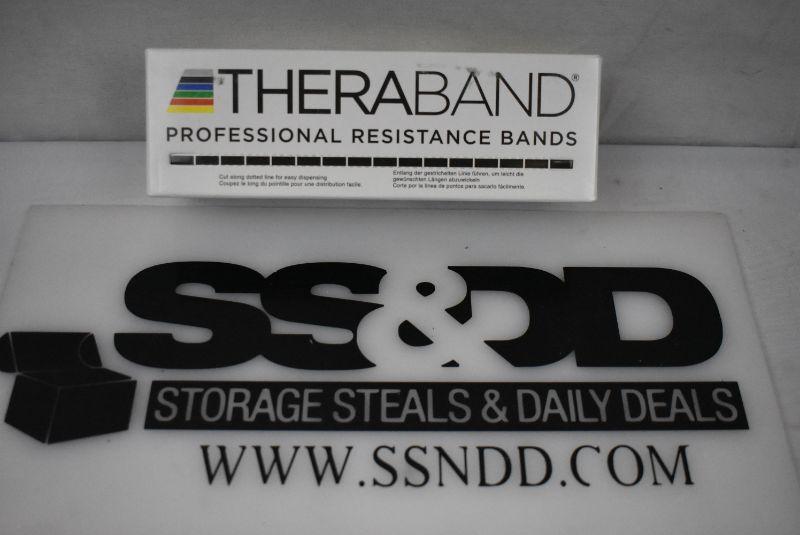 THERABAND®
PROFESSIONAL RESISTANCE BANDS
Cut along dotted line for easy dispensing
Coupez le long du pointillé pour une distribution facile.
Entlang der gestrichelten Linie führen, um leicht die
gewünschten Längen abzuwickeln
Corte por la línea de puntos para sacarlo fácilmente.
SS&DD
STORAGE STEALS & DAILY DEALS
WWW.SSNDD.COM